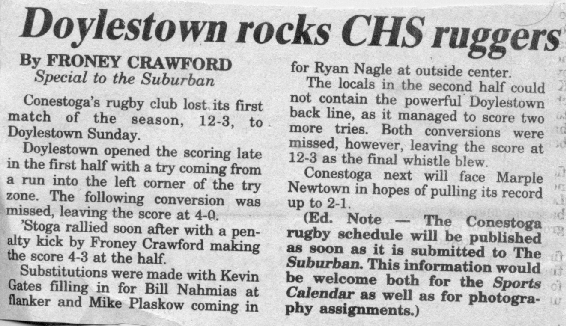 Doylestown rocks CHS ruggers
By FRONEY CRAWFORD
Special to the Suburban
Conestoga's rugby club lost its first
match of the season, 12-3, to
Doylestown Sunday.
Doylestown opened the scoring late
in the first half with a try coming from
a run into the left corner of the try
zone. The following conversion was
missed, leaving the score at 4-0.
'Stoga rallied soon after with a pen-
alty kick by Froney Crawford making
the score 4-3 at the half.
Substitutions were made with Kevin
Gates filling in for Bill Nahmias at
flanker and Mike Plaskow coming in
for Ryan Nagle at outside center.
The locals in the second half could
not contain the powerful Doylestown
back line, as it managed to score two
more tries. Both conversions were
missed, however, leaving the score at
12-3 as the final whistle blew.
Conestoga next will face Marple
Newtown in hopes of pulling its record
up to 2-1.
(Ed. Note — The Conestoga
rugby schedule will be published
as soon as it is submitted to The
Suburban. This information would
be welcome both for the Sports
Calendar as well as for photogra-
phy assignments.)